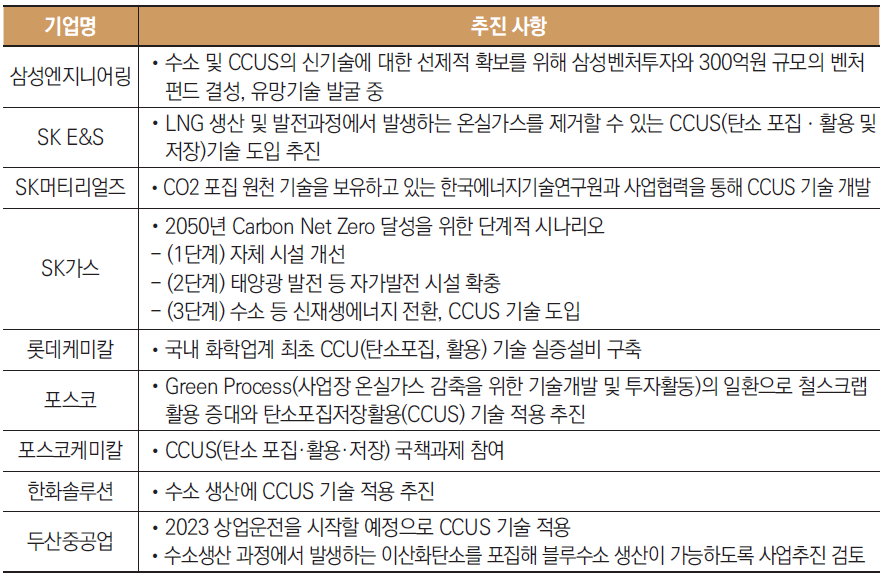 기업명 추진 사항
삼성엔지니어링
• 수소 및 CCUS의 신기술에 대한 선제적 확보를 위해 삼성벤처투자와 300억원 규모의 벤처
펀드 결성, 유망기술 발굴 중
SK E&S
• LNG 생산 및 발전과정에서 발생하는 온실가스를 제거할 수 있는 CCUS(탄소 포집 · 활용 및
저장)기술 도입 추진
SK머티리얼즈
• CO2 포집 원천 기술을 보유하고 있는 한국에너지기술연구원과 사업협력을 통해 CCUS 기술 개발
SK가스
• 2050년 Carbon Net Zero 달성을 위한 단계적 시나리오
- (1단계) 자체 시설 개선
- (2단계) 태양광 발전 등 자가발전 시설 확충
- (3단계) 수소 등 신재생에너지 전환, CCUS 기술 도입
롯데케미칼
• 국내 화학업계 최초 CCU(탄소포집, 활용) 기술 실증설비 구축
포스코
• Green Process(사업장 온실가스 감축을 위한 기술개발 및 투자활동)의 일환으로 철스크랩
활용 증대와 탄소포집저장활용(CCUS) 기술 적용 추진
포스코케미칼
• CCUS(탄소 포집·활용·저장) 국책과제 참여
한화솔루션
• 수소 생산에 CCUS 기술 적용 추진
두산중공업
• 2023 상업운전을 시작할 예정으로 CCUS 기술 적용
• 수소생산 과정에서 발생하는 이산화탄소를 포집해 블루수소 생산이 가능하도록 사업추진 검토